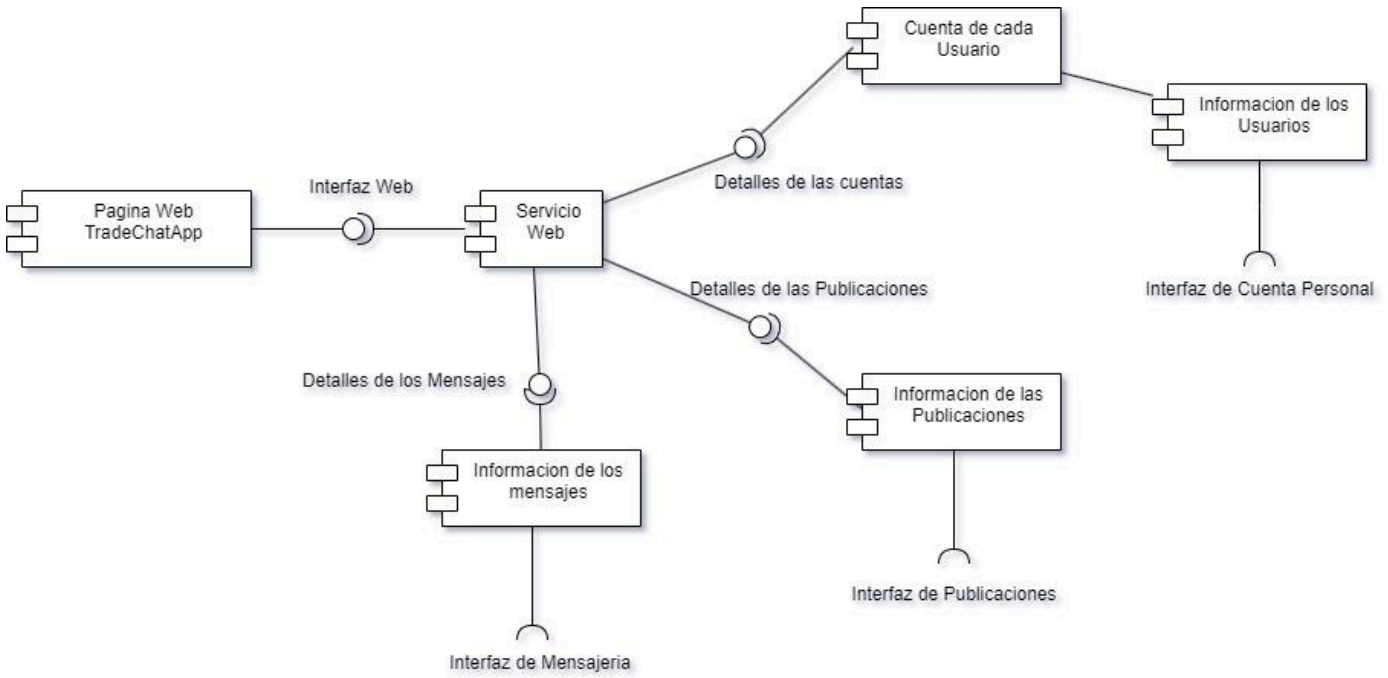 Cuenta de cada
Usuario
Informacion de los
Usuarios
Detalles de las cuentas
Interfaz Web
Pagina Web
TradeChatApp
Servicio
Web
Interfaz de Cuenta Personal
Detalles de las Publicaciones
Detalles de los Mensajes
Informacion de las
Publicaciones
Informacion de los
mensajes
Interfaz de Publicaciones
Interfaz de Mensajeria